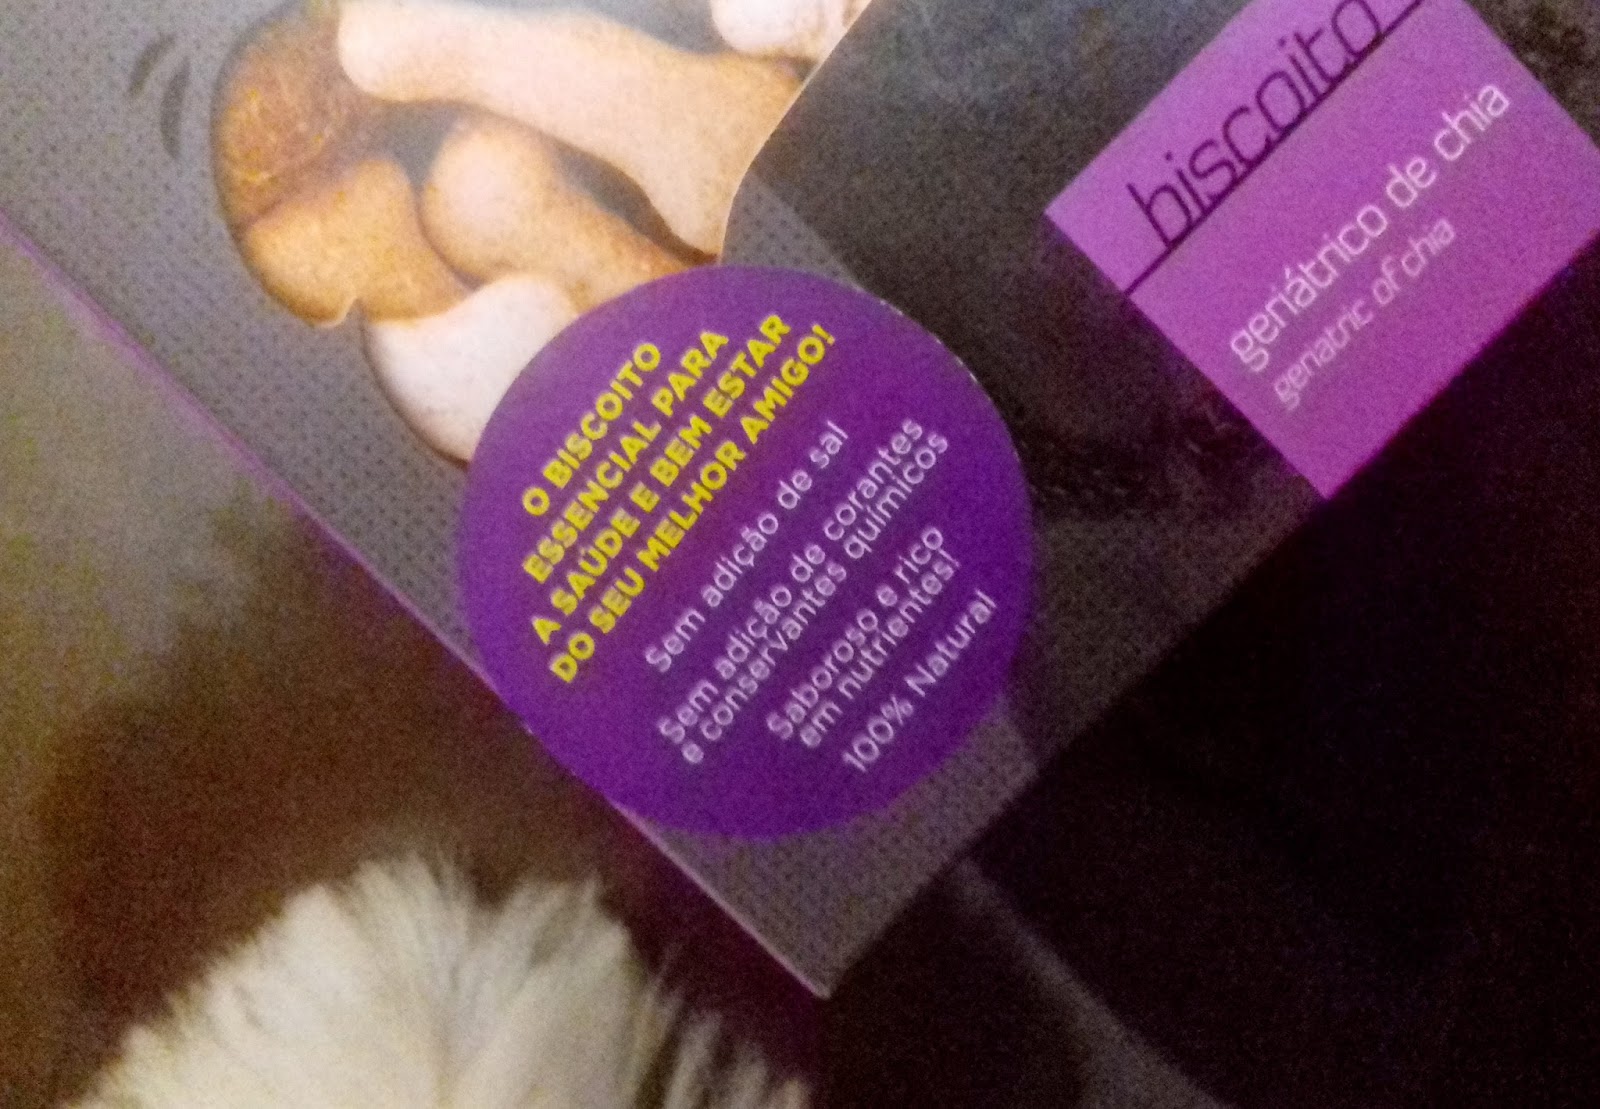 biscoito
geriátrico de chia
geriatric of chia
O BISCOITO
ESSENCIAL PARA
A SAÚDE E BEM ESTAR
DO SEU MELHOR AMIGO!
Sem adição de sal
Sem adição de corantes
e conservantes químicos
Saboroso e rico
em nutrientes!
100% Natural